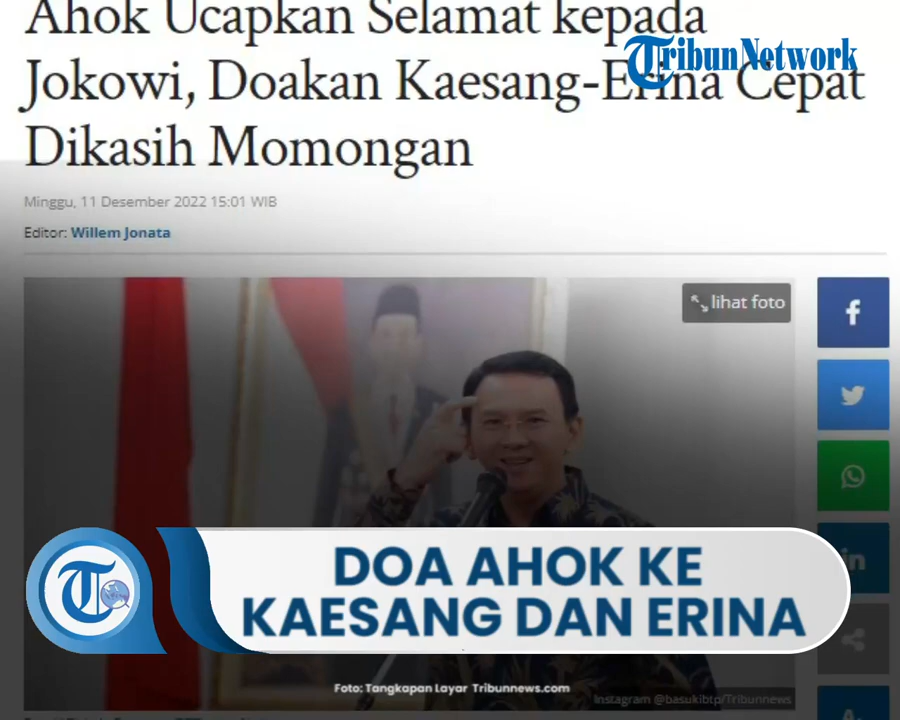 Ahok Ucapkan Selamat kepada
TribunNetwork
Jokowi, Doakan Kaesang-Erina Cepat
Dikasih Momongan
Minggu, 11 Desember 2022 15:01 WIB
Editor: Willem Jonata
lihat foto
f
in
T
DOA AHOK KE
KAESANG DAN ERINA
Foto: Tangkapan Layar Tribunnews.com
Instagram @basukibtp/Tribunnews